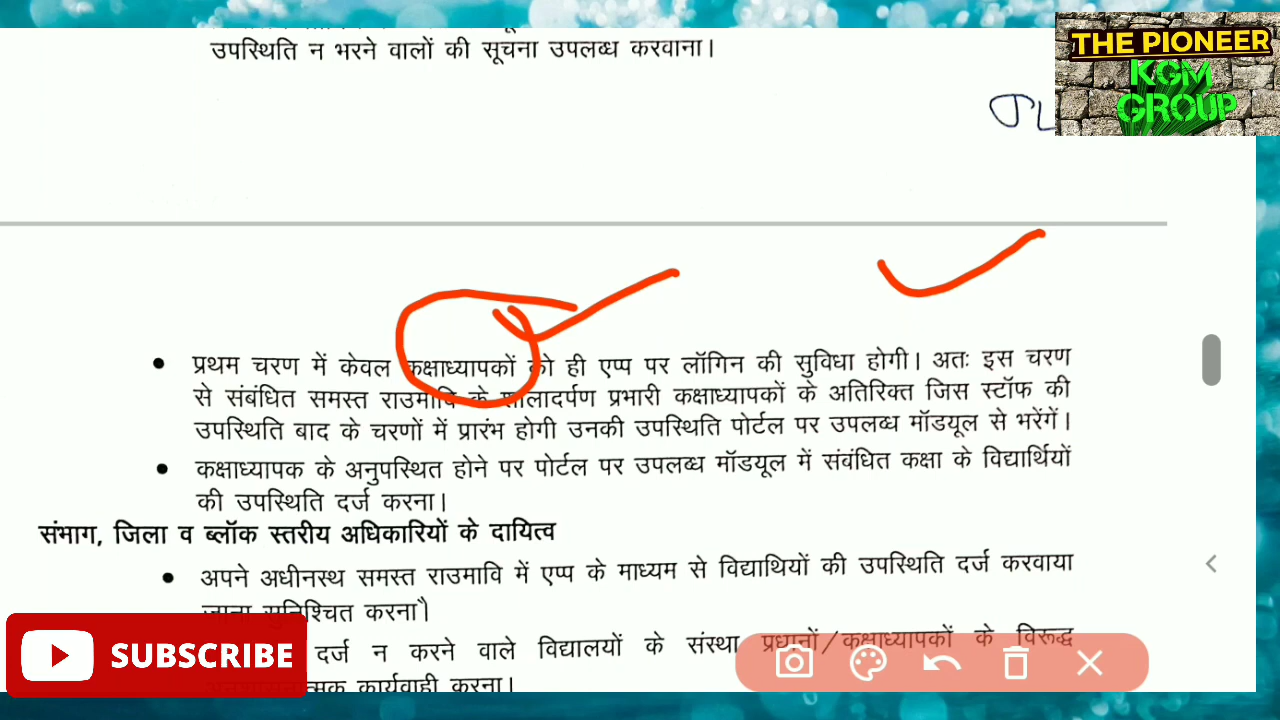 उपस्थिति न भरने वालों की सूचना उपलब्ध करवाना।
THE PIONEER
KGM
GROUP
• प्रथम चरण में केवल कक्षाध्यापकों को ही एप्प पर लॉगिन की सुविधा होगी। अतः इस चरण
से संबंधित समस्त राउमावि के शालादर्पण प्रभारी कक्षाध्यापकों के अतिरिक्त जिस स्टॉफ की
उपस्थिति बाद के चरणों में प्रारंभ होगी उनकी उपस्थिति पोर्टल पर उपलब्ध मॉडयूल से भरेंगें।
• कक्षाध्यापक के अनुपस्थित होने पर पोर्टल पर उपलब्ध मॉडयूल में संबंधित कक्षा के विद्यार्थियों
की उपस्थिति दर्ज करना।
संभाग, जिला व ब्लॉक स्तरीय अधिकारियों के दायित्व
• अपने अधीनस्थ समस्त राउमावि में एप्प के माध्यम से विद्याथियों की उपस्थिति दर्ज करवाया
जाना सुनिश्चित करना।
दर्ज न करने वाले विद्यालयों के संस्था प्रधानों/कक्षाध्यापकों के विरूद्ध
कार्यवाही करना।
SUBSCRIBE